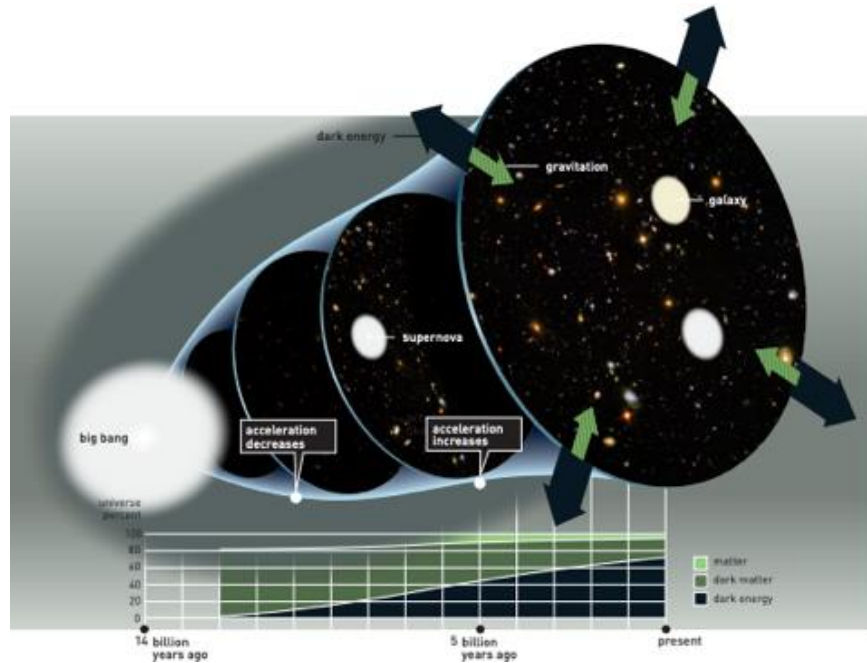 dark energy
gravitation
galaxy
supernova
big bang
acceleration
decreases
acceleration
increases
universe
percent
100
80
60
40
20
0
matter
dark matter
dark energy
14 billion
years ago
5 billion
years ago
present